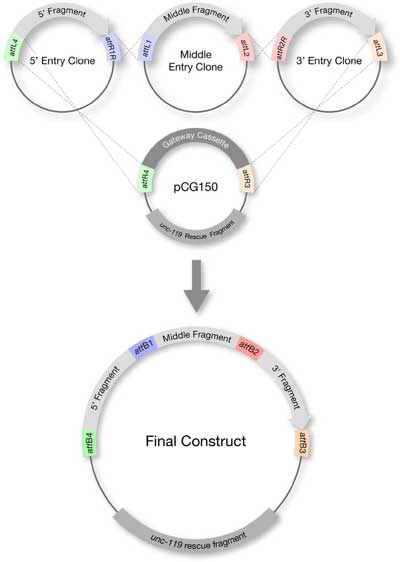 5' Fragment
attL4
attR1R
5' Entry Clone
Middle Fragment
attL1
attL2
Middle
Entry Clone
3' Fragment
attR2R
attL3
3' Entry Clone
Gateway Cassette
attR4
attR3
pCG150
unc-119 Rescue Fragment
attB1
Middle Fragment
attB2
5' Fragment
3' Fragment
attB4
attB3
Final Construct
unc-119 rescue fragment